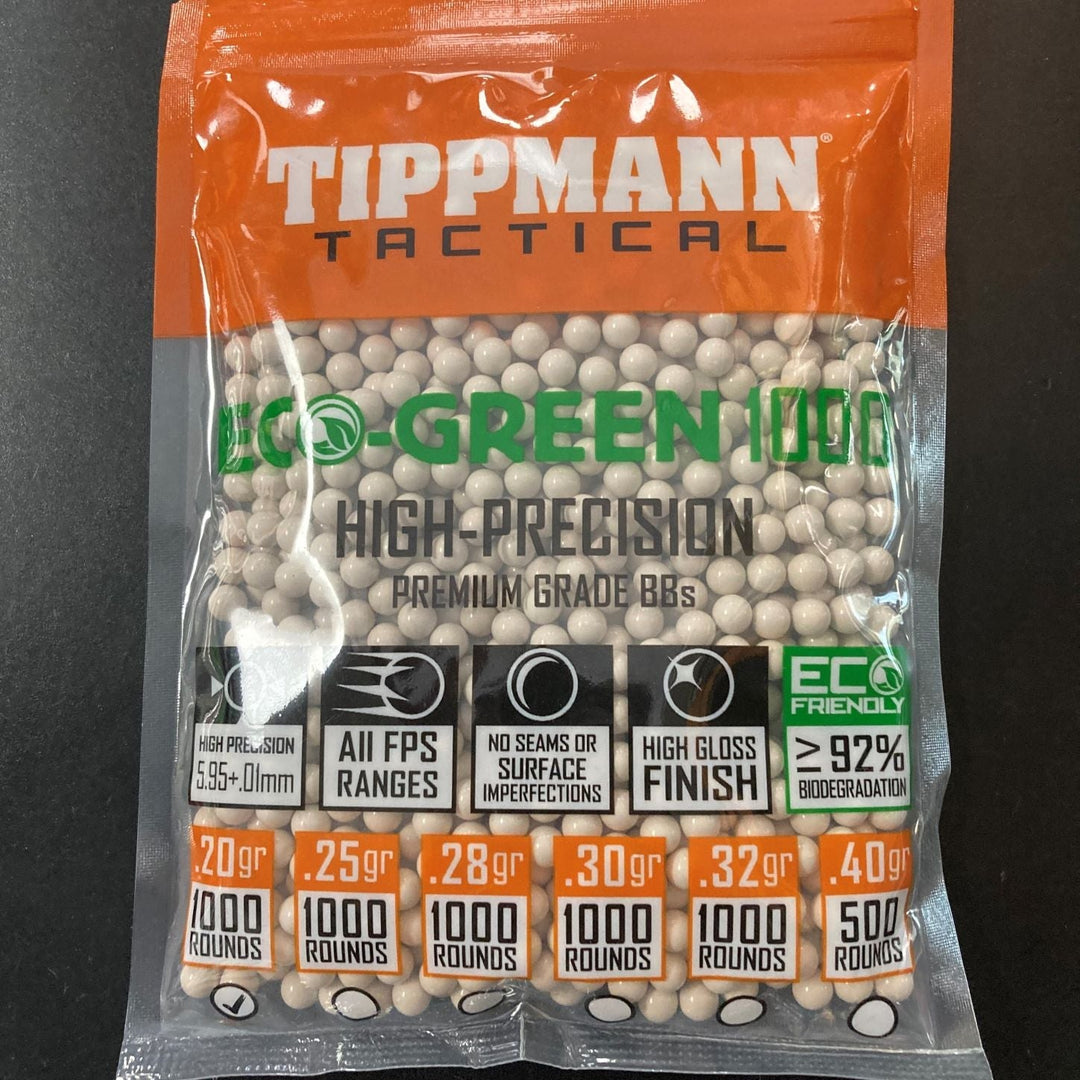 TIPPMANN®
TACTICAL
ECO-GREEN 1000
HIGH-PRECISION
PREMIUM GRADE BBs
HIGH PRECISION
5.95+.01mm
All FPS
RANGES
NO SEAMS OR
SURFACE
IMPERFECTIONS
HIGH GLOSS
FINISH
ECO
FRIENDLY
≥ 92%
BIODEGRADATION
.20gr
1000
ROUNDS
.25gr
1000
ROUNDS
.28gr
1000
ROUNDS
.30gr
1000
ROUNDS
.32gr
1000
ROUNDS
.40gr
500
ROUNDS